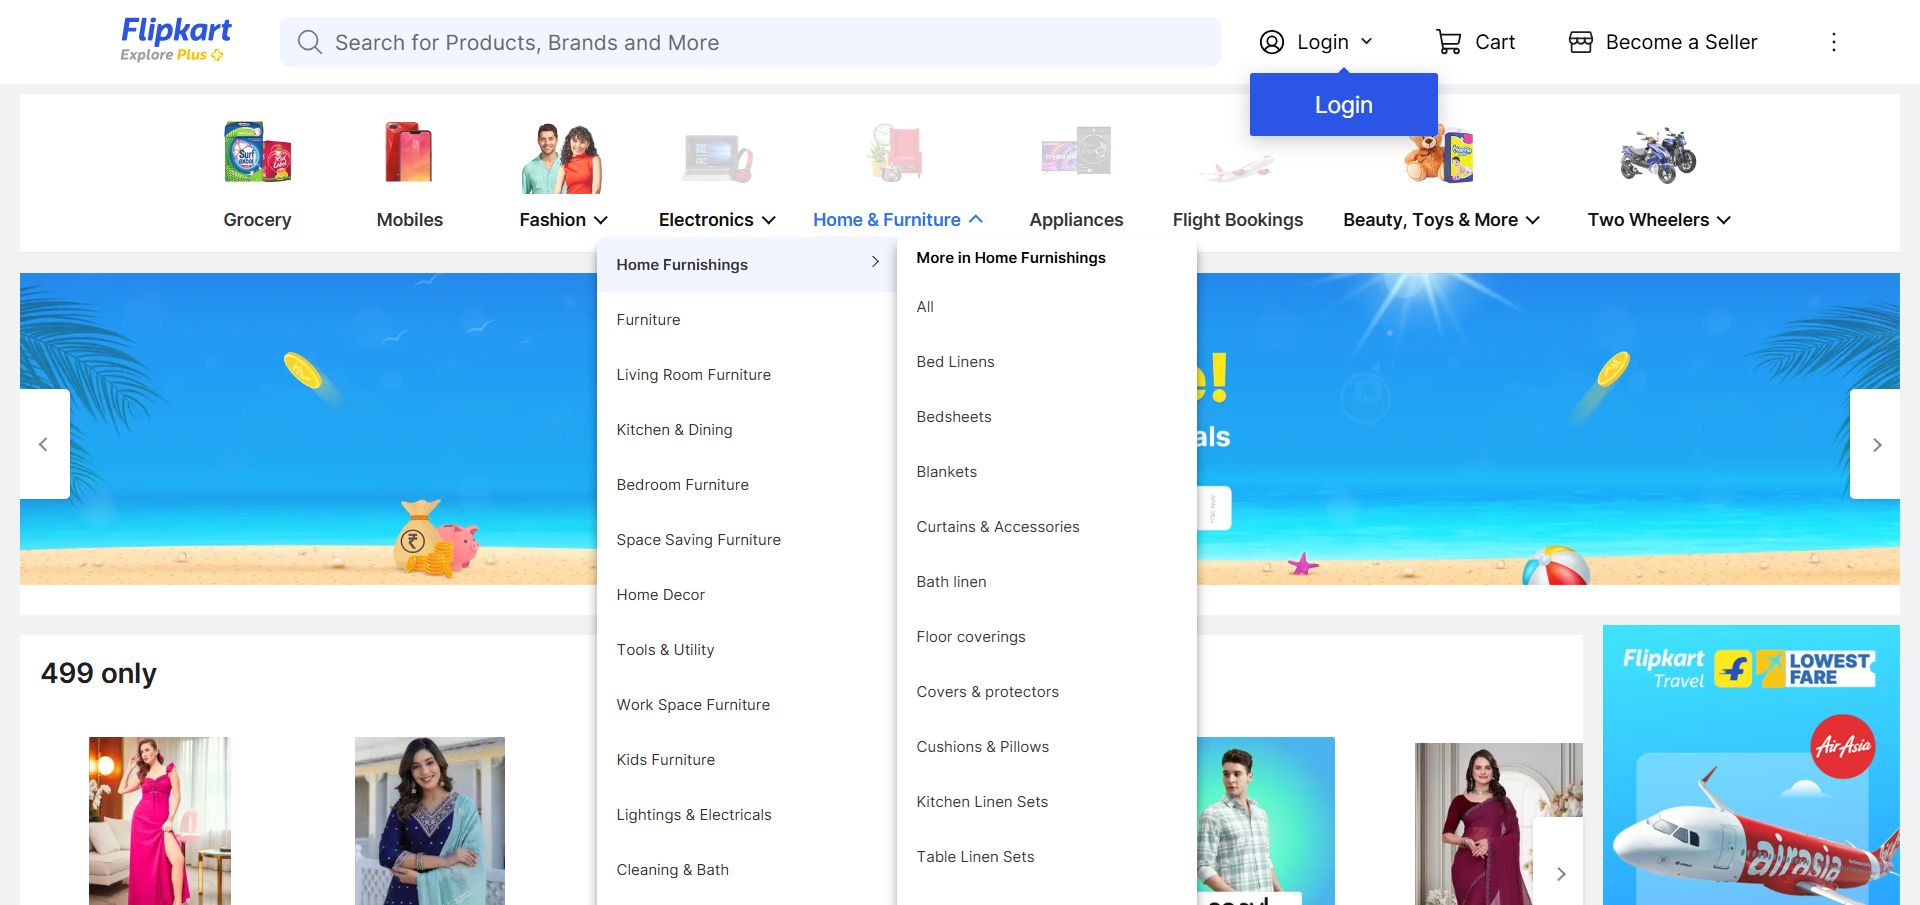 Flipkart
Explore Plus
Search for Products, Brands and More
Login
Cart
Become a Seller
Login
Surf excel
Grocery
Mobiles
Fashion
Electronics
Home & Furniture
Appliances
Flight Bookings
Beauty, Toys & More
Two Wheelers
Home Furnishings
Furniture
Living Room Furniture
Kitchen & Dining
Bedroom Furniture
Space Saving Furniture
Home Decor
Tools & Utility
Work Space Furniture
Kids Furniture
Lightings & Electricals
Cleaning & Bath
More in Home Furnishings
All
Bed Linens
Bedsheets
Blankets
Curtains & Accessories
Bath linen
Floor coverings
Covers & protectors
Cushions & Pillows
Kitchen Linen Sets
Table Linen Sets
e!
als
₹
499 only
Flipkart
Travel
LOWEST
FARE
AirAsia
airasia